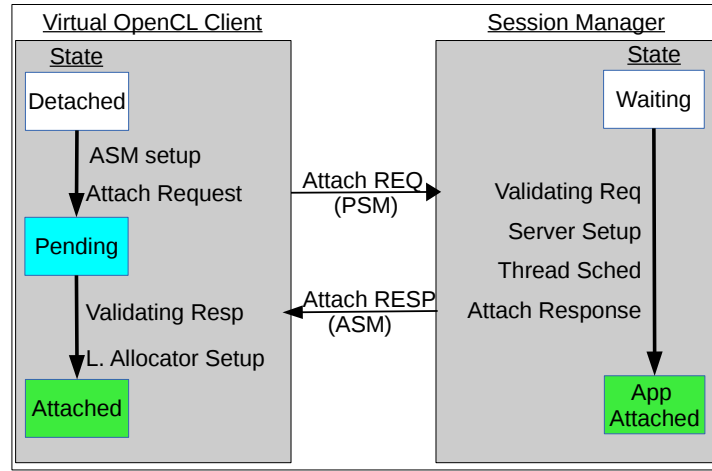 Virtual OpenCL Client
State
Detached
ASM setup
Attach Request
Pending
Validating Resp
L. Allocator Setup
Attached
Attach REQ
(PSM)
Attach RESP
(ASM)
Session Manager
State
Waiting
Validating Req
Server Setup
Thread Sched
Attach Response
App
Attached